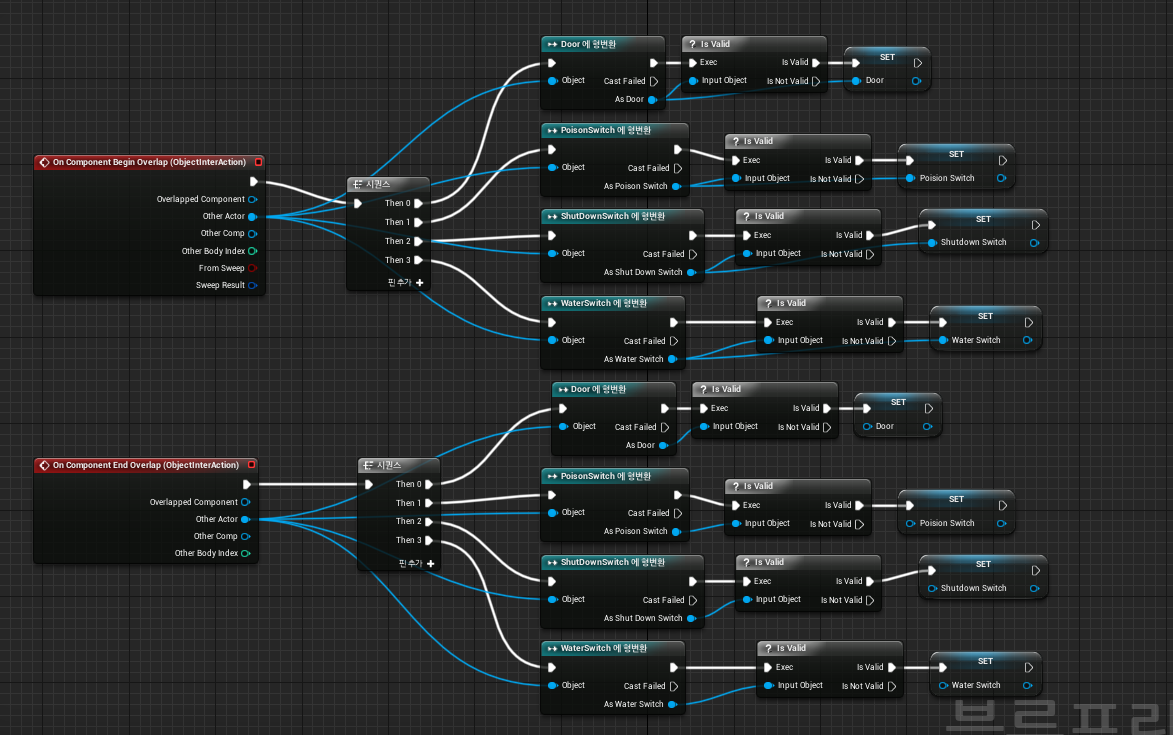 On Component Begin Overlap (ObjectInterAction)
Overlapped Component
Other Actor
Other Comp
Other Body Index
From Sweep
Sweep Result
시퀀스
Then 0
Then 1
Then 2
Then 3
핀 추가
Door 에 형변환
Object
Cast Failed
As Door
? Is Valid
Exec
Is Valid
Input Object
Is Not Valid
SET
Door
PoisonSwitch 에 형변환
Object
Cast Failed
As Poison Switch
? Is Valid
Exec
Is Valid
Input Object
Is Not Valid
SET
Poision Switch
ShutDownSwitch 에 형변환
Object
Cast Failed
As Shut Down Switch
? Is Valid
Exec
Is Valid
Input Object
Is Not Valid
SET
Shutdown Switch
WaterSwitch 에 형변환
Object
Cast Failed
As Water Switch
? Is Valid
Exec
Is Valid
Input Object
Is Not Valid
SET
Water Switch
On Component End Overlap (ObjectInterAction)
Overlapped Component
Other Actor
Other Comp
Other Body Index
시퀀스
Then 0
Then 1
Then 2
Then 3
핀 추가
Door 에 형변환
Object
Cast Failed
As Door
? Is Valid
Exec
Is Valid
Input Object
Is Not Valid
SET
Door
PoisonSwitch 에 형변환
Object
Cast Failed
As Poison Switch
? Is Valid
Exec
Is Valid
Input Object
Is Not Valid
SET
Poision Switch
ShutDownSwitch 에 형변환
Object
Cast Failed
As Shut Down Switch
? Is Valid
Exec
Is Valid
Input Object
Is Not Valid
SET
Shutdown Switch
WaterSwitch 에 형변환
Object
Cast Failed
As Water Switch
? Is Valid
Exec
Is Valid
Input Object
Is Not Valid
SET
Water Switch